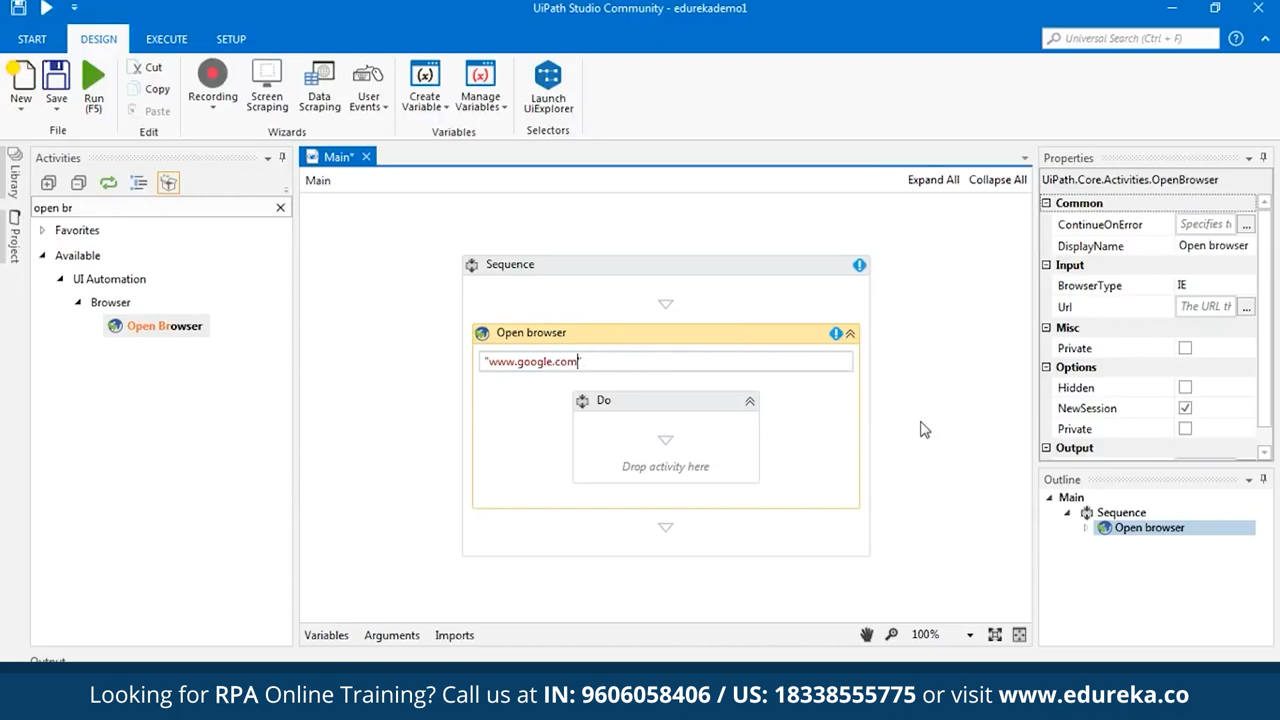 UiPath Studio Community - edurekademo1
START
DESIGN
EXECUTE
SETUP
Universal Search (Ctrl + F)
New
Save
Run
(F5)
Cut
Copy
Paste
Recording
Screen
Scraping
Data
Scraping
User
Events
Create
Variable
Manage
Variables
Launch
UiExplorer
File
Edit
Wizards
Variables
Selectors
Library
Project
Activities
open br
Favorites
Available
UI Automation
Browser
Open Browser
Main*
Main
Expand All
Collapse All
Sequence
Open browser
"www.google.com"
Do
Drop activity here
Variables
Arguments
Imports
100%
Properties
UiPath.Core.Activities.OpenBrowser
Common
ContinueOnError
Specifies t
...
DisplayName
Open browser
Input
BrowserType
IE
Url
The URL th
...
Misc
Private
Options
Hidden
NewSession
Private
Output
Outline
Main
Sequence
Open browser
Looking for RPA Online Training? Call us at IN: 9606058406 / US: 18338555775 or visit www.edureka.co